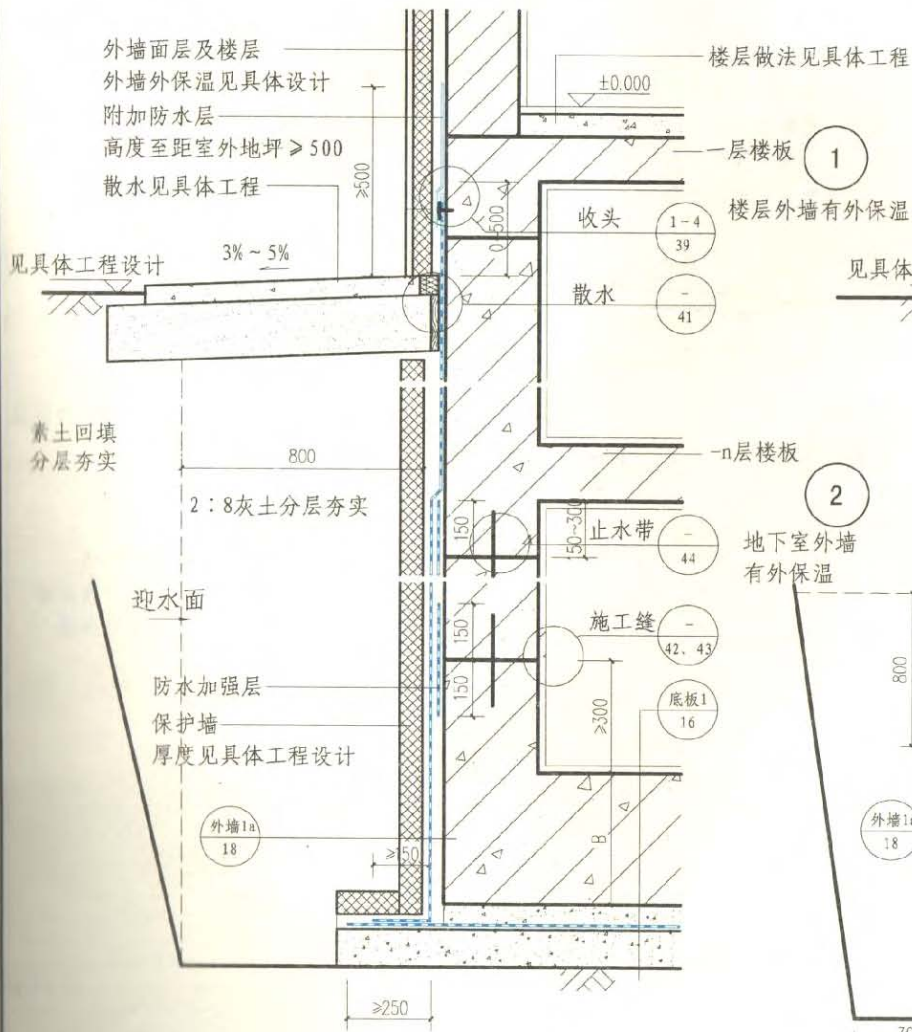 外墙面层及楼层
外墙外保温见具体设计
附加防水层
高度至距室外地坪≥500
散水见具体工程
见具体工程设计
3%~5%
≥500
楼层做法见具体工程
±0.000
一层楼板
1
楼层外墙有外保温
0~500
收头
1-4
39
散水
-
41
见具体
素土回填
分层夯实
800
2:8灰土分层夯实
-n层楼板
2
地下室外墙
有外保温
150
150~300
止水带
-
44
迎水面
150
150
施工缝
-
42、43
防水加强层
保护墙
厚度见具体工程设计
≥300
底板1
16
800
外墙1a
18
≥150
B
外墙1a
18
≥250